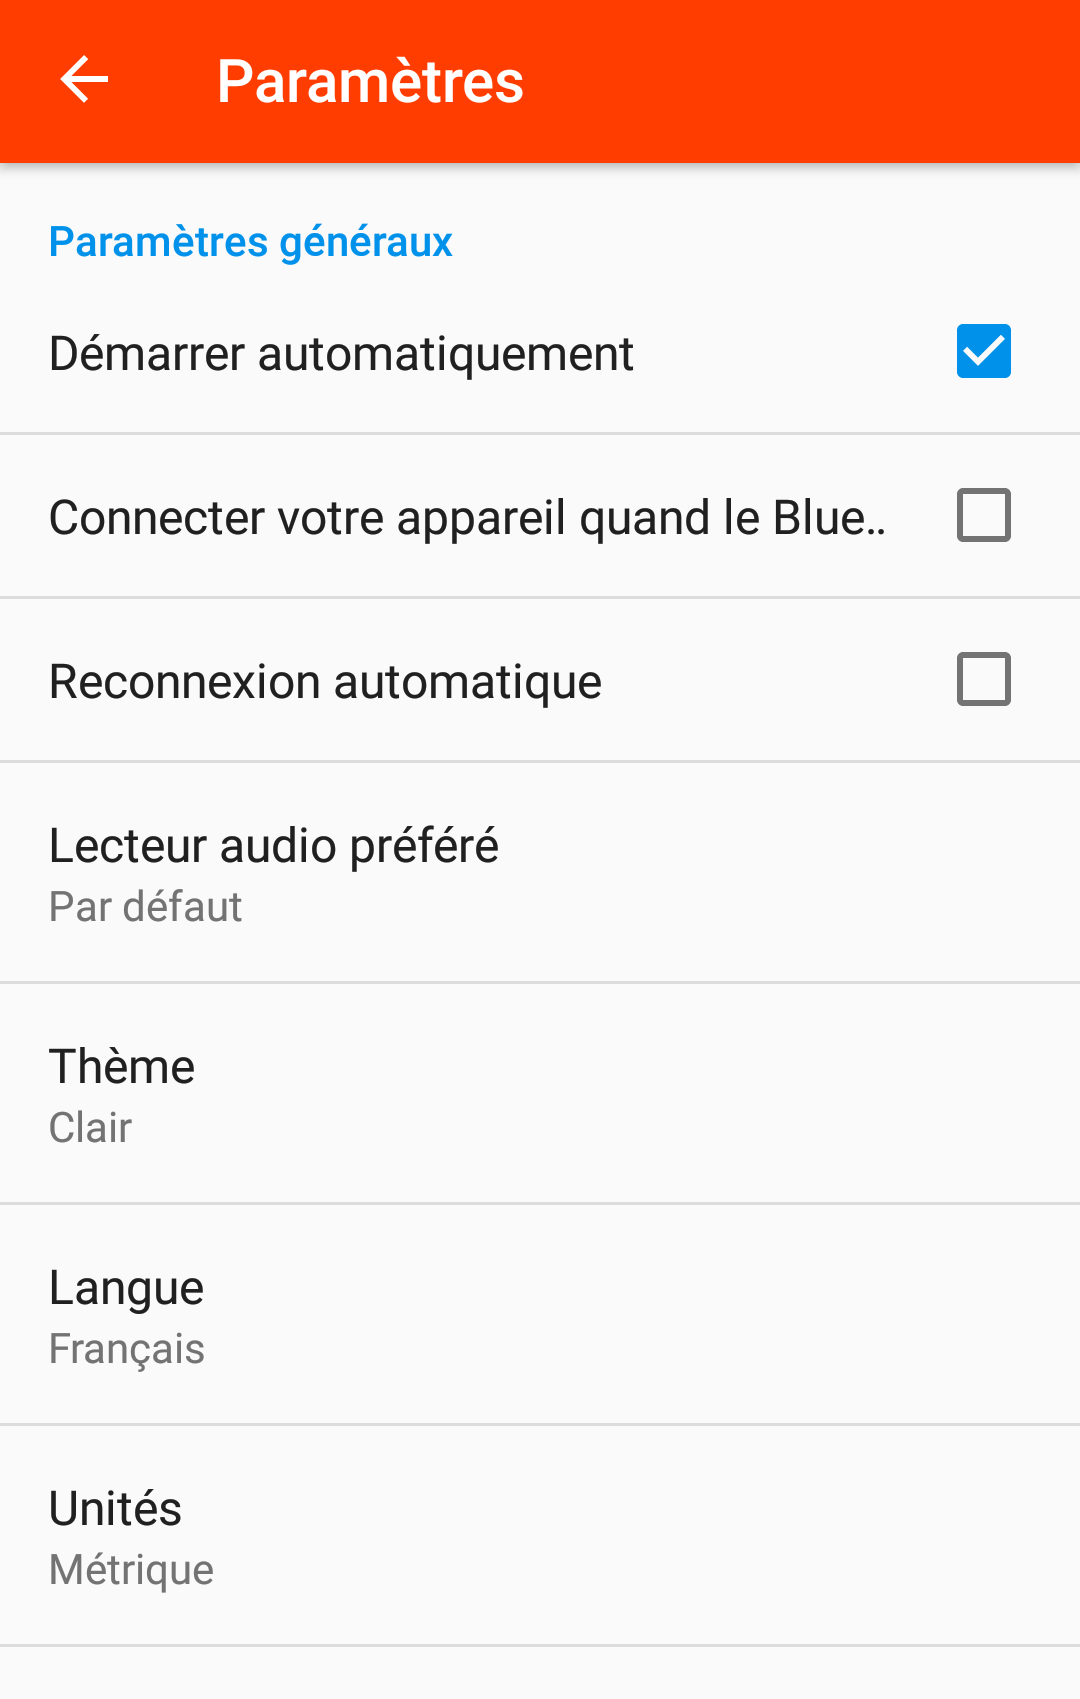 Paramètres
Paramètres généraux
Démarrer automatiquement
Connecter votre appareil quand le Blue..
Reconnexion automatique
Lecteur audio préféré
Par défaut
Thème
Clair
Langue
Français
Unités
Métrique